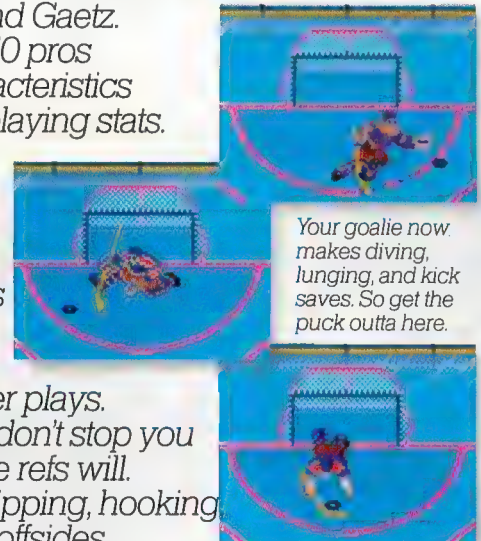 nd Gaetz.
0 pros
acteristics
laying stats.
Your goalie now
makes diving,
lunging, and kick
saves. So get the
puck outta here.
s
er plays.
don't stop you
e refs will.
ipping, hooking
offsides